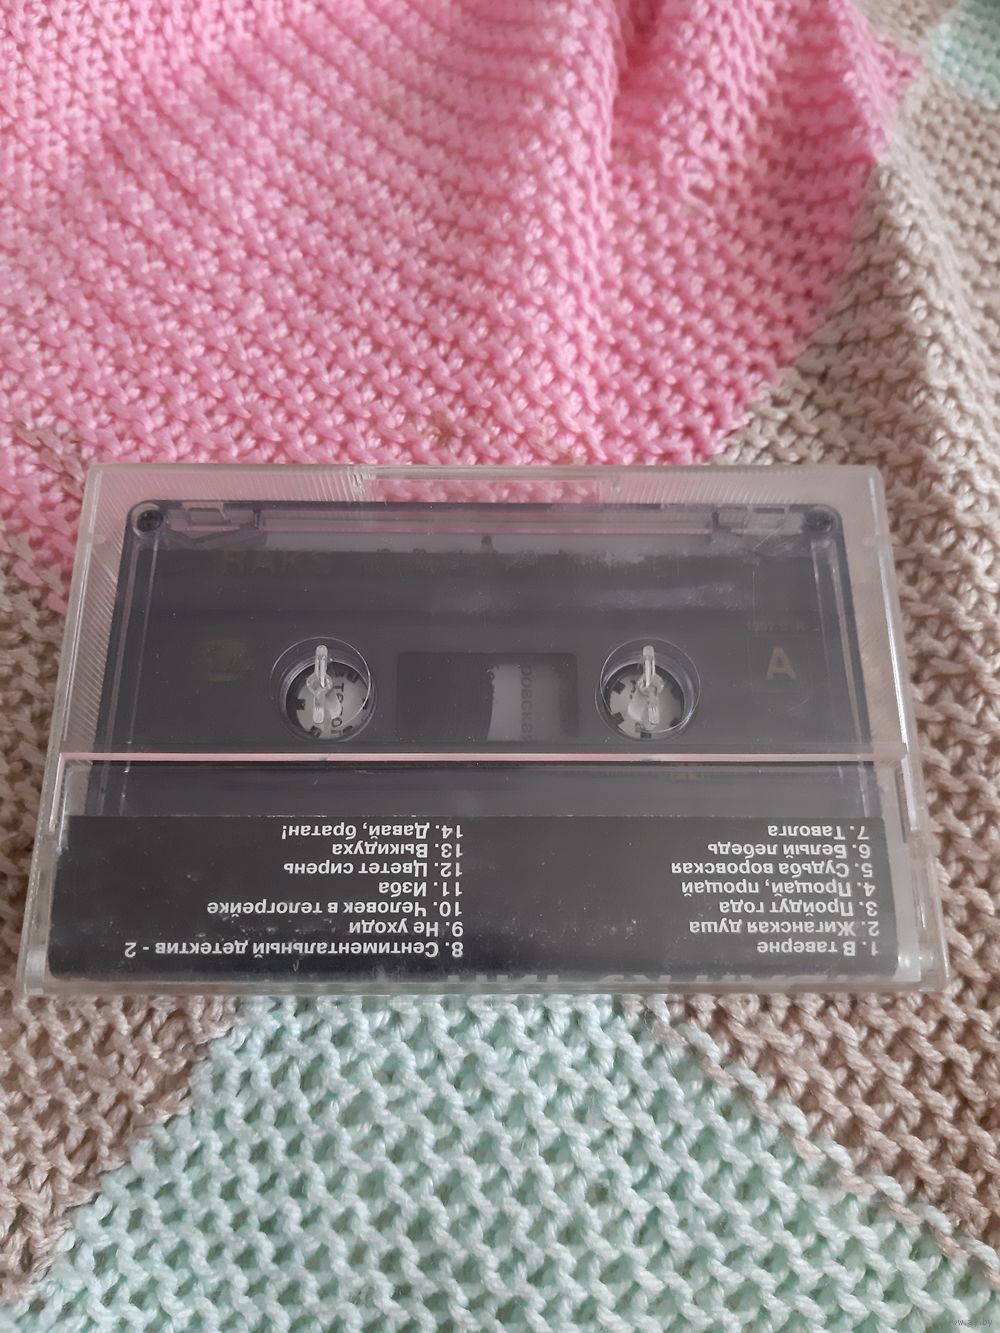 1. В таверне
2. Жиганская душа
3. Пройдут года
4. Прощай, прощай
5. Судьба воровская
6. Белый лебедь
7. Таволга
8. Сентиментальный детектив - 2
9. Не уходи
10. Человек в телогрейке
11. Изба
12. Цветет сирень
13. Выкидуха
14. Давай, братан!
RAKS
A